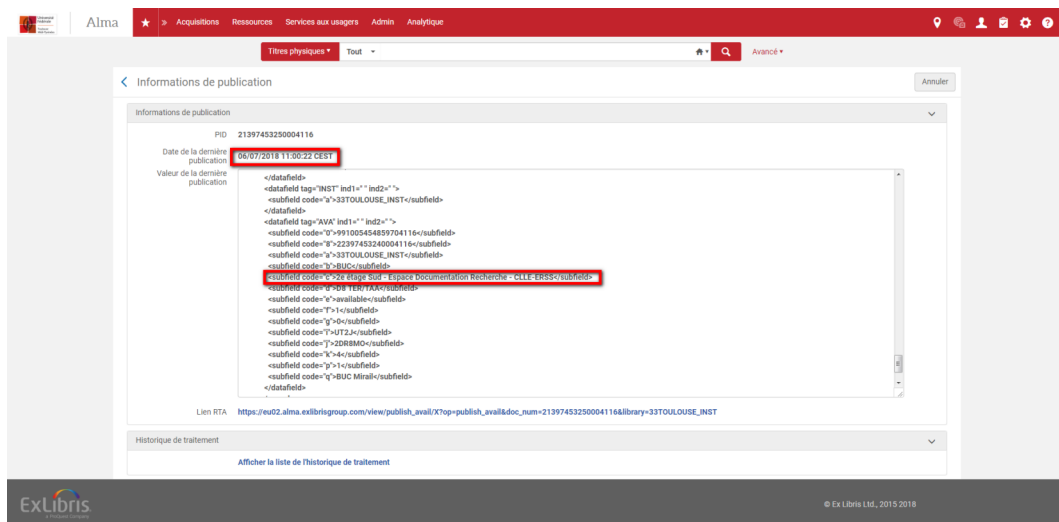 Université
Fédérale
Alma
» Acquisitions Ressources Services aux usagers Admin Analytique
Titres physiques Tout Avancé
Informations de publication
Annuler
Informations de publication
PID 21397453250004116
Date de la dernière publication 06/07/2018 11:00:22 CEST
Valeur de la dernière publication
</datafield>
<datafield tag="INST" ind1=" " ind2=" ">
<subfield code="a">33TOULOUSE_INST</subfield>
</datafield>
<datafield tag="AVA" ind1=" " ind2=" ">
<subfield code="0">991005454859704116</subfield>
<subfield code="8">22397453240004116</subfield>
<subfield code="a">33TOULOUSE_INST</subfield>
<subfield code="b">BUC</subfield>
<subfield code="c">2e étage Sud - Espace Documentation Recherche - CLLE-ERSS</subfield>
<subfield code="d">D8 TER/TAA</subfield>
<subfield code="e">available</subfield>
<subfield code="f">1</subfield>
<subfield code="g">0</subfield>
<subfield code="i">UT2J</subfield>
<subfield code="j">2DR8MO</subfield>
<subfield code="k">4</subfield>
<subfield code="p">1</subfield>
<subfield code="q">BUC Mirail</subfield>
</datafield>
Lien RTA https://eu02.alma.exlibrisgroup.com/view/publish_avail/X?op=publish_avail&doc_num=21397453250004116&library=33TOULOUSE_INST
Historique de traitement
Afficher la liste de l'historique de traitement
ExLibris
© Ex Libris Ltd., 2015 2018